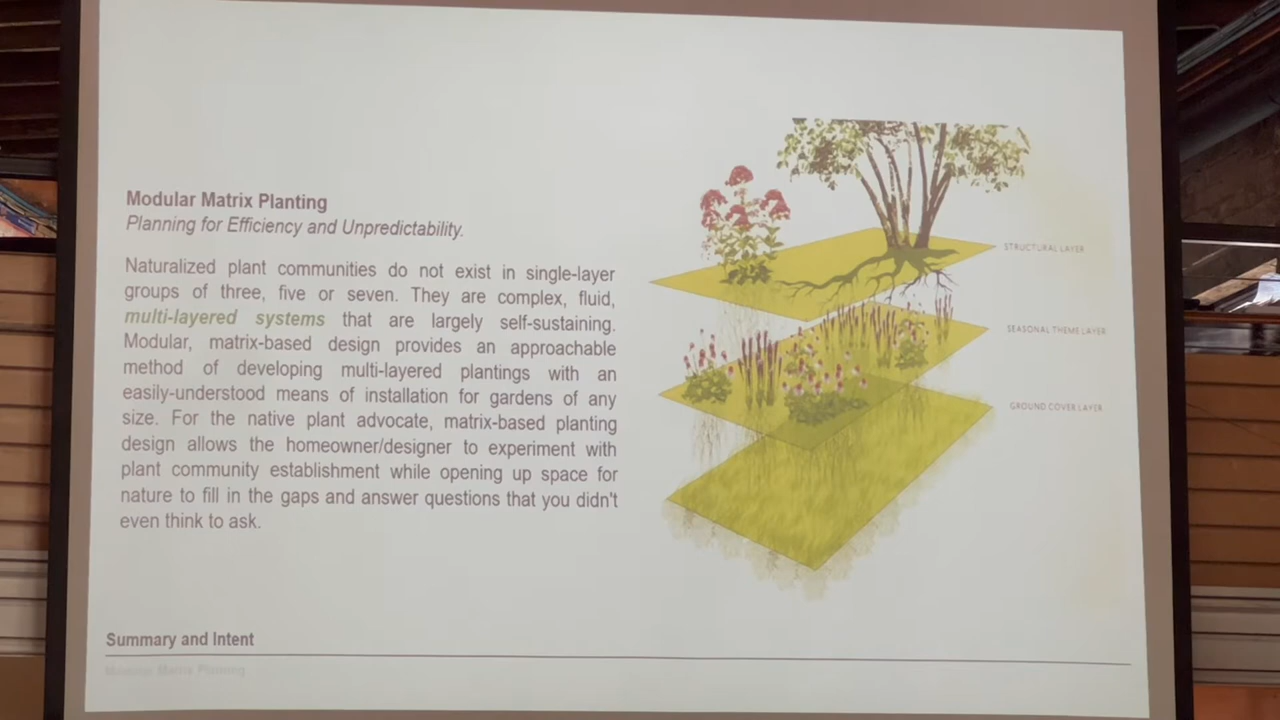 Modular Matrix Planting
Planning for Efficiency and Unpredictability.
Naturalized plant communities do not exist in single-layer
groups of three, five or seven. They are complex, fluid,
multi-layered systems that are largely self-sustaining.
Modular, matrix-based design provides an approachable
method of developing multi-layered plantings with an
easily-understood means of installation for gardens of any
size. For the native plant advocate, matrix-based planting
design allows the homeowner/designer to experiment with
plant community establishment while opening up space for
nature to fill in the gaps and answer questions that you didn't
even think to ask.
STRUCTURAL LAYER
SEASONAL THEME LAYER
GROUND COVER LAYER
Summary and Intent
Modular Matrix Planting